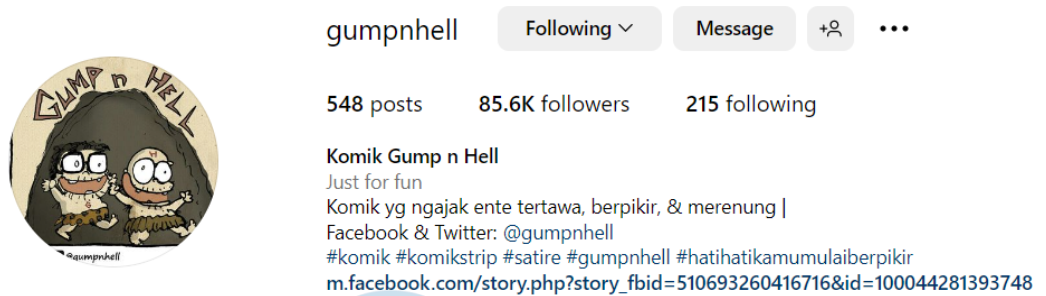 GUMP n HELL
@gumpnhell
gumpnhell Following Message
548 posts 85.6K followers 215 following
Komik Gump n Hell
Just for fun
Komik yg ngajak ente tertawa, berpikir, & merenung |
Facebook & Twitter: @gumpnhell
#komik #komikstrip #satire #gumpnhell #hatihatikamumulaiberpikir
m.facebook.com/story.php?story_fbid=510693260416716&id=100044281393748